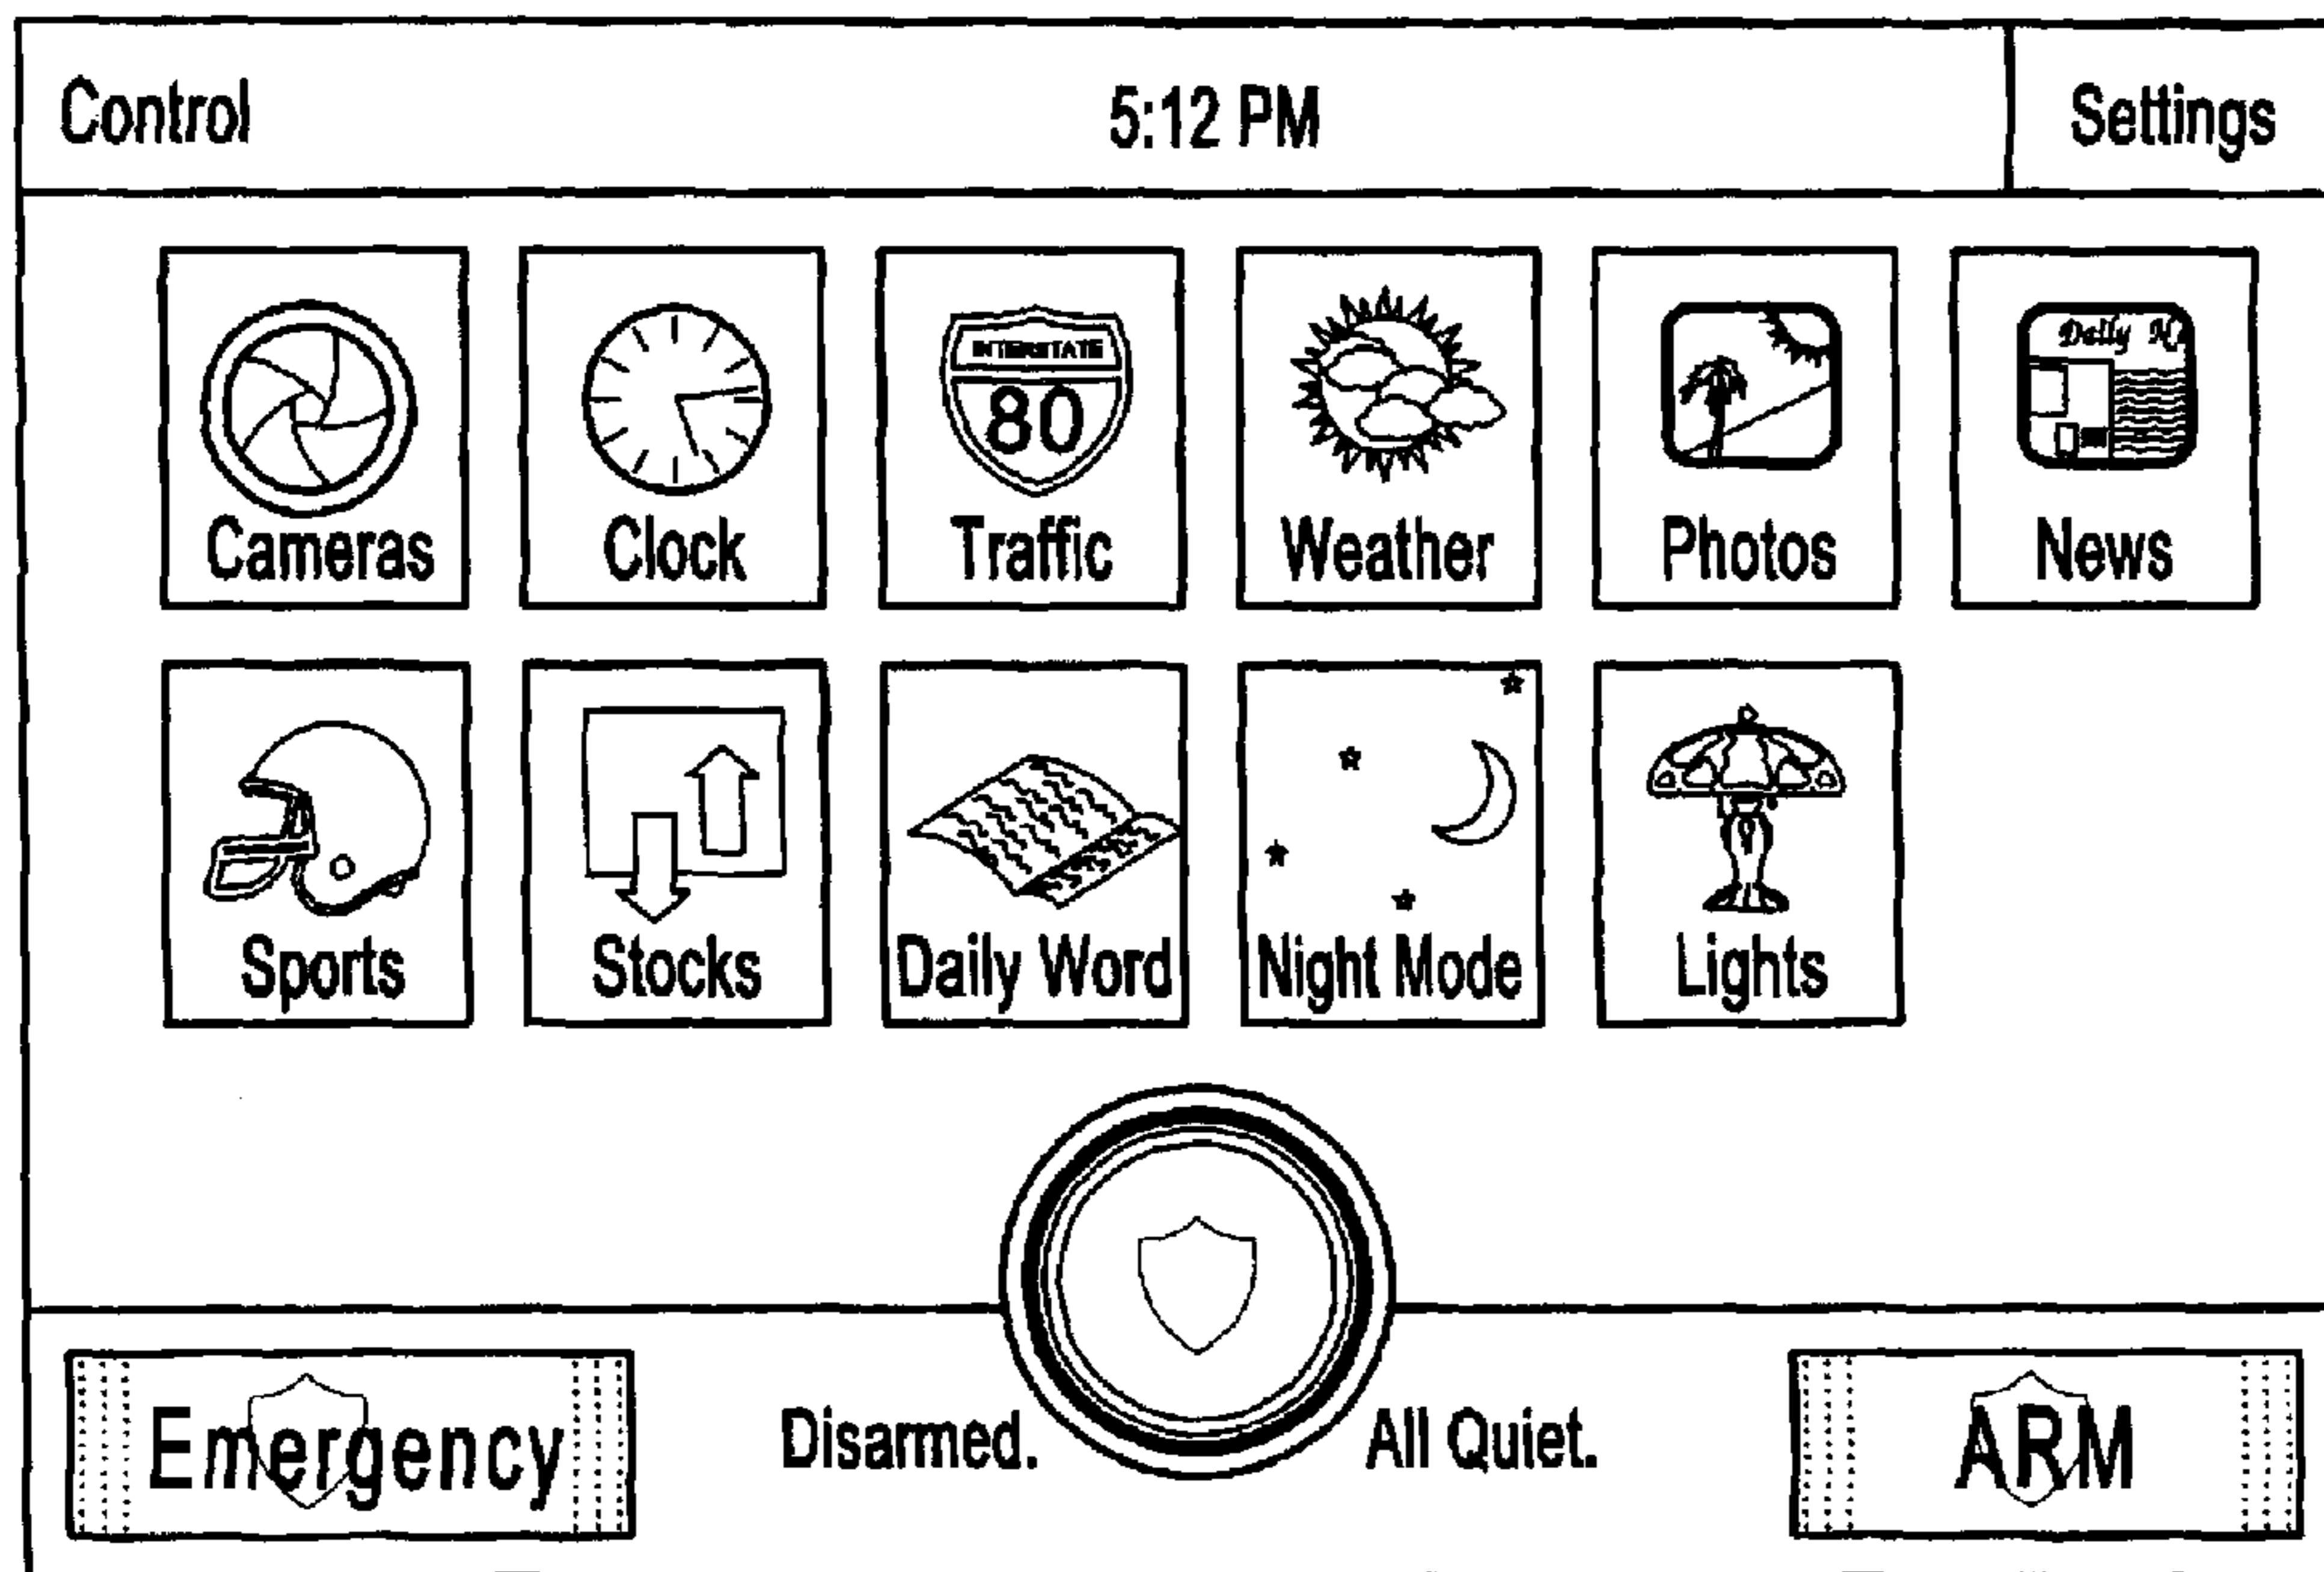 Control 5:12 PM Settings
INTERSTATE
80
Daily
Cameras Clock Traffic Weather Photos News
Sports Stocks Daily Word Night Mode Lights
Emergency Disarmed. All Quiet. ARM